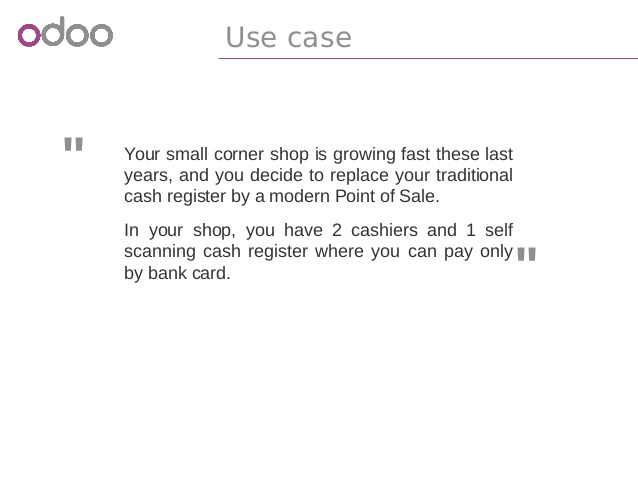 odoo
Use case
"
Your small corner shop is growing fast these last
years, and you decide to replace your traditional
cash register by a modern Point of Sale.
In your shop, you have 2 cashiers and 1 self
scanning cash register where you can pay only
by bank card.
"